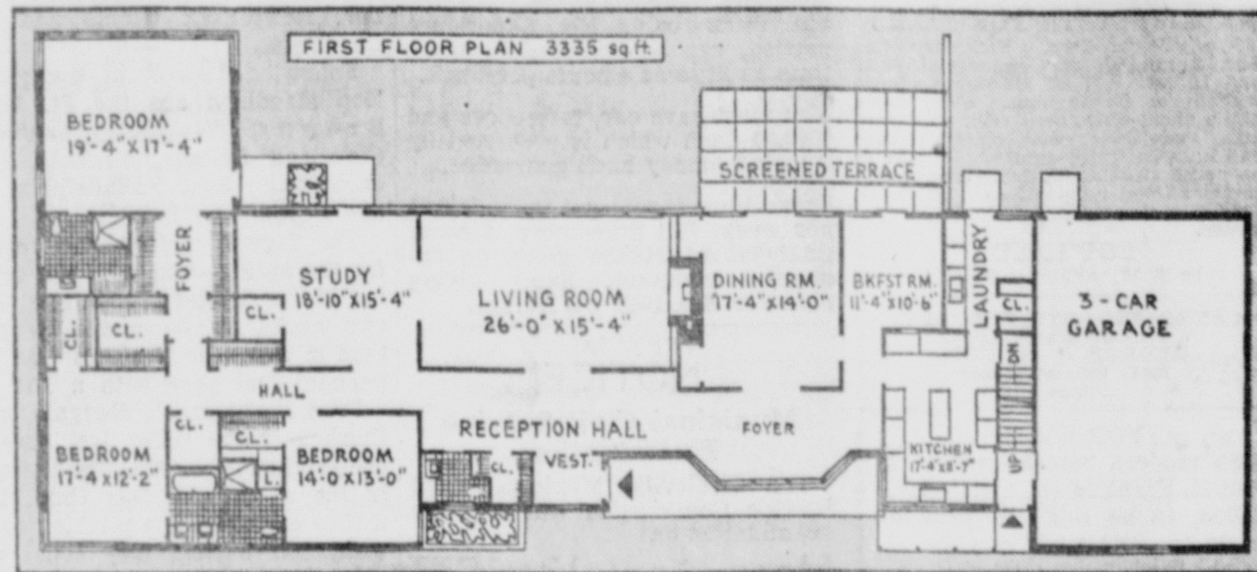 FIRST FLOOR PLAN 3335 sq ft.
BEDROOM
19'-4" X 17'-4"
SCREENED TERRACE
FOYER
STUDY
18'-10" X 15'-4"
LIVING ROOM
26'-0" X 15'-4"
DINING RM.
17'-4" X 14'-0"
BKFST RM.
11'-4" X 10'-6"
LAUNDRY
CL.
3-CAR
GARAGE
CL.
CL.
CL.
DN
HALL
CL.
CL.
RECEPTION HALL
FOYER
BEDROOM
17'-4 X 12'-2"
L.
BEDROOM
14'-0 X 13'-0"
CL.
VEST.
KITCHEN
UP